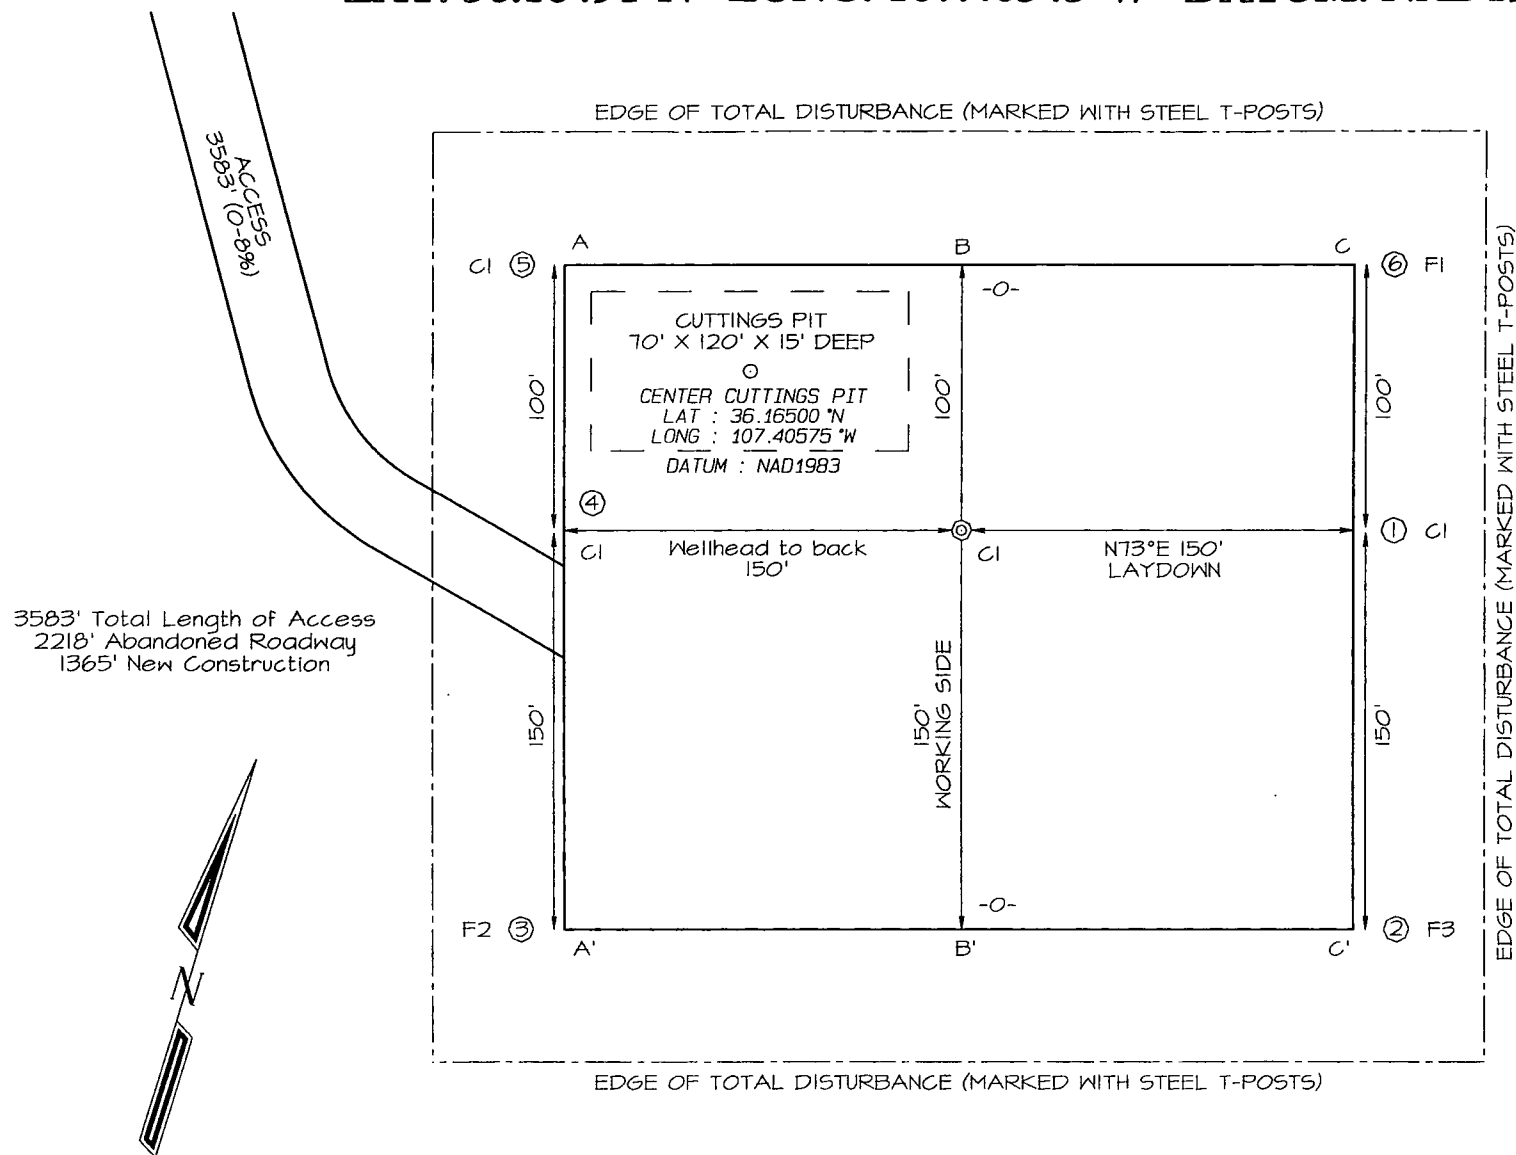 EDGE OF TOTAL DISTURBANCE (MARKED WITH STEEL T-POSTS)
ACCESS
3583' (0-8%)
A
B
C
C1 5
6 F1
-0-
CUTTINGS PIT
70' X 120' X 15' DEEP
CENTER CUTTINGS PIT
LAT : 36.16500 °N
LONG : 107.40575 °W
DATUM : NAD1983
100'
100'
100'
4
C1
Wellhead to back
150'
C1
N73°E 150'
LAYDOWN
1 C1
EDGE OF TOTAL DISTURBANCE (MARKED WITH STEEL T-POSTS)
3583' Total Length of Access
2218' Abandoned Roadway
1365' New Construction
150'
150'
WORKING SIDE
150'
-0-
F2 3
2 F3
A'
B'
C'
N
EDGE OF TOTAL DISTURBANCE (MARKED WITH STEEL T-POSTS)